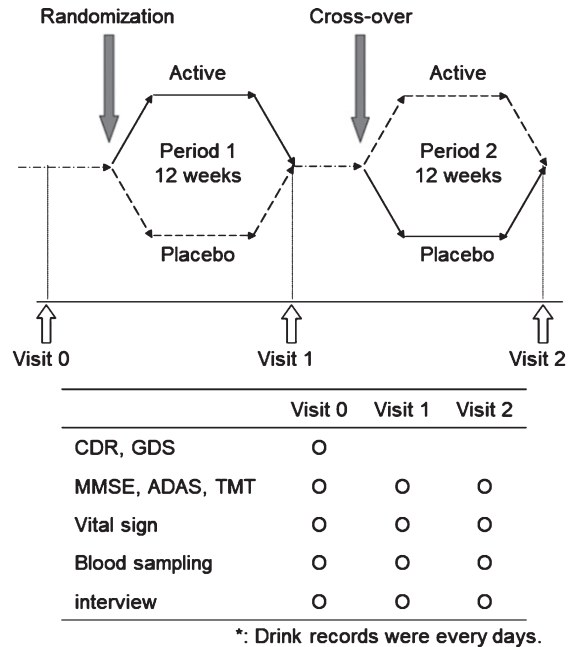 Randomization Cross-over
Active Active
Period 1 Period 2
12 weeks 12 weeks
Placebo Placebo
Visit 0 Visit 1 Visit 2
Visit 0 Visit 1 Visit 2
CDR, GDS O
MMSE, ADAS, TMT O O O
Vital sign O O O
Blood sampling O O O
interview O O O
*: Drink records were every days.